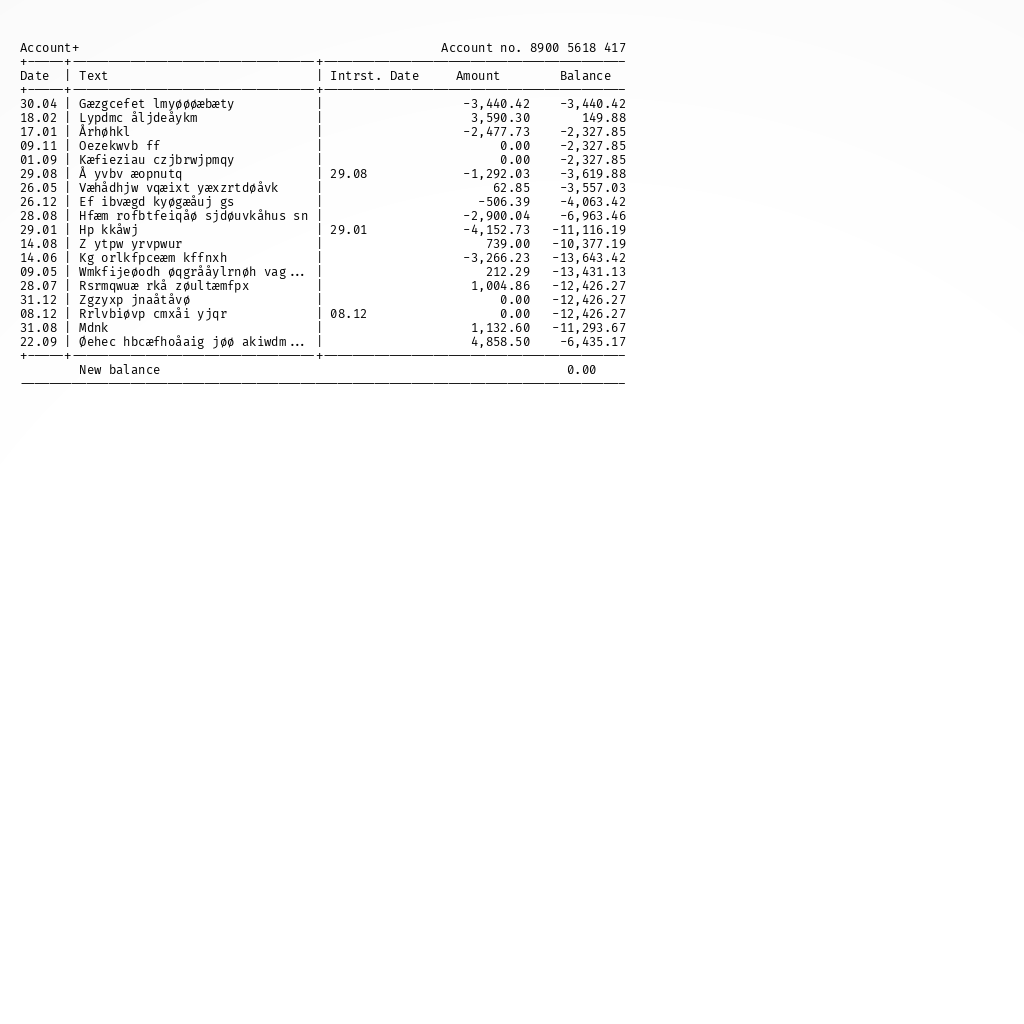 Account+ Account no. 8900 5618 417
+-----+---------------------------------+-----------------------------------------
Date | Text | Intrst. Date Amount Balance
+-----+---------------------------------+-----------------------------------------
30.04 | Gæzgcefet lmyøøøæbæty | -3,440.42 -3,440.42
18.02 | Lypdmc åljdeåykm | 3,590.30 149.88
17.01 | Århøhkl | -2,477.73 -2,327.85
09.11 | Oezekwvb ff | 0.00 -2,327.85
01.09 | Kæfieziau czjbrwjpmqy | 0.00 -2,327.85
29.08 | Å yvbv æopnutq | 29.08 -1,292.03 -3,619.88
26.05 | Væhådhjw vqæixt yæxzrtdøåvk | 62.85 -3,557.03
26.12 | Ef ibvægd kyøgæåuj gs | -506.39 -4,063.42
28.08 | Hfæm rofbtfeiqåø sjdøuvkåhus sn | -2,900.04 -6,963.46
29.01 | Hp kkåwj | 29.01 -4,152.73 -11,116.19
14.08 | Z ytpw yrvpwur | 739.00 -10,377.19
14.06 | Kg orlkfpceæm kffnxh | -3,266.23 -13,643.42
09.05 | Wmkfijeøodh øqgrååylrnøh vag... | 212.29 -13,431.13
28.07 | Rsrmqwuæ rkå zøultæmfpx | 1,004.86 -12,426.27
31.12 | Zgzyxp jnaåtåvø | 0.00 -12,426.27
08.12 | Rrlvbiøvp cmxåi yjqr | 08.12 0.00 -12,426.27
31.08 | Mdnk | 1,132.60 -11,293.67
22.09 | Øehec hbcæfhoåaig jøø akiwdm... | 4,858.50 -6,435.17
+-----+---------------------------------+-----------------------------------------
New balance 0.00
----------------------------------------------------------------------------------